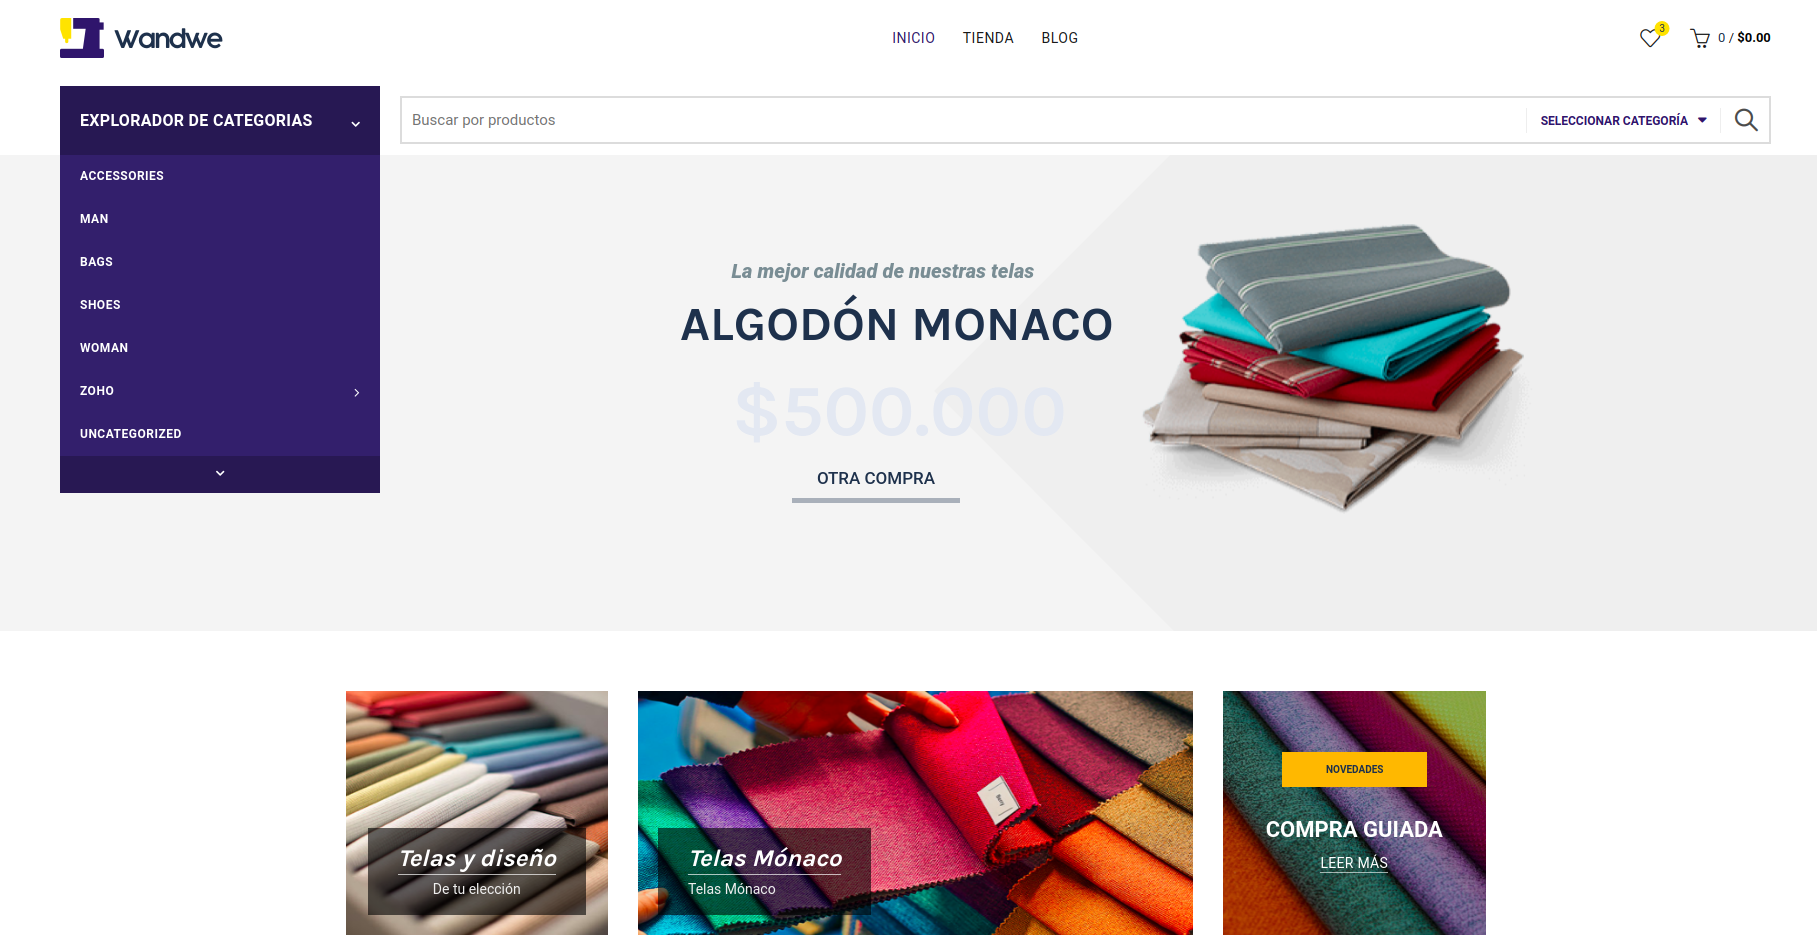 Wandwe
INICIO TIENDA BLOG
3
0 / $0.00
EXPLORADOR DE CATEGORIAS
Buscar por productos
SELECCIONAR CATEGORÍA
ACCESSORIES
MAN
BAGS
SHOES
WOMAN
ZOHO
UNCATEGORIZED
La mejor calidad de nuestras telas
ALGODÓN MONACO
$500.000
OTRA COMPRA
Telas y diseño
De tu elección
Telas Mónaco
Telas Mónaco
NOVEDADES
COMPRA GUIADA
LEER MÁS